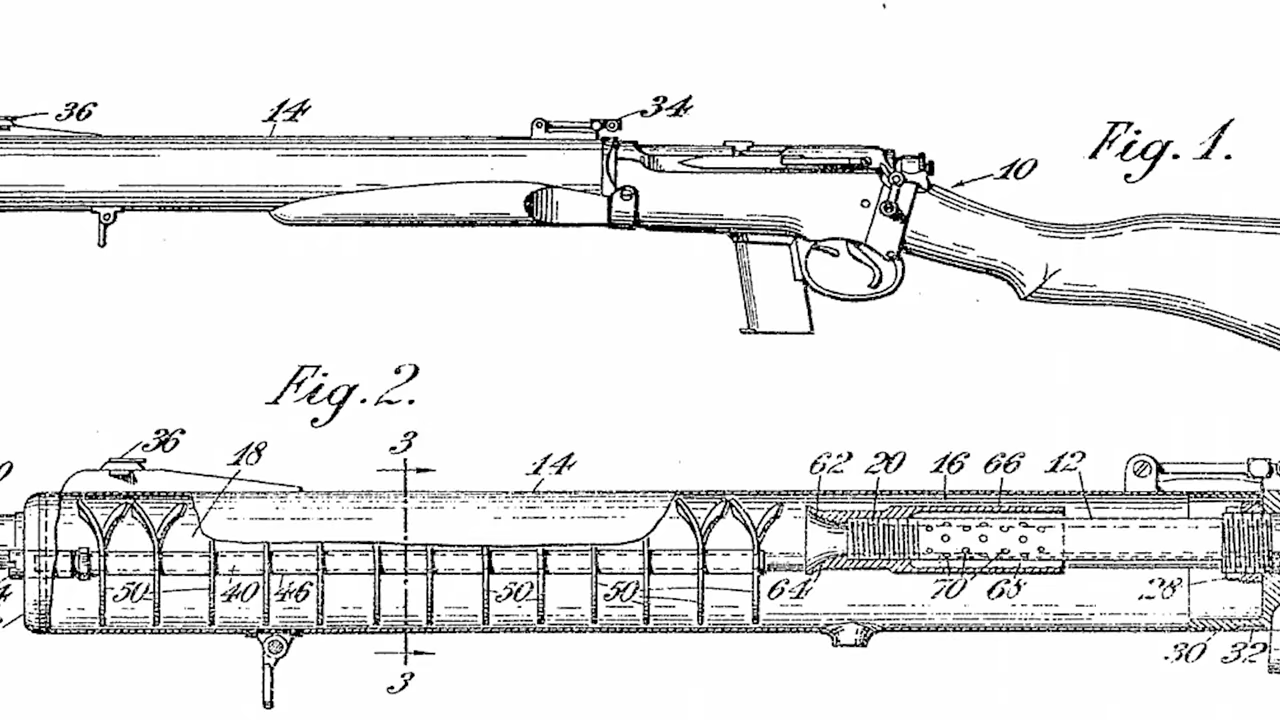 36 14 34
Fig. 1.
10
Fig. 2.
36 18 3 14 62 20 16 66 12
50 40 46 50 50 64 70 68 28
3 30 32